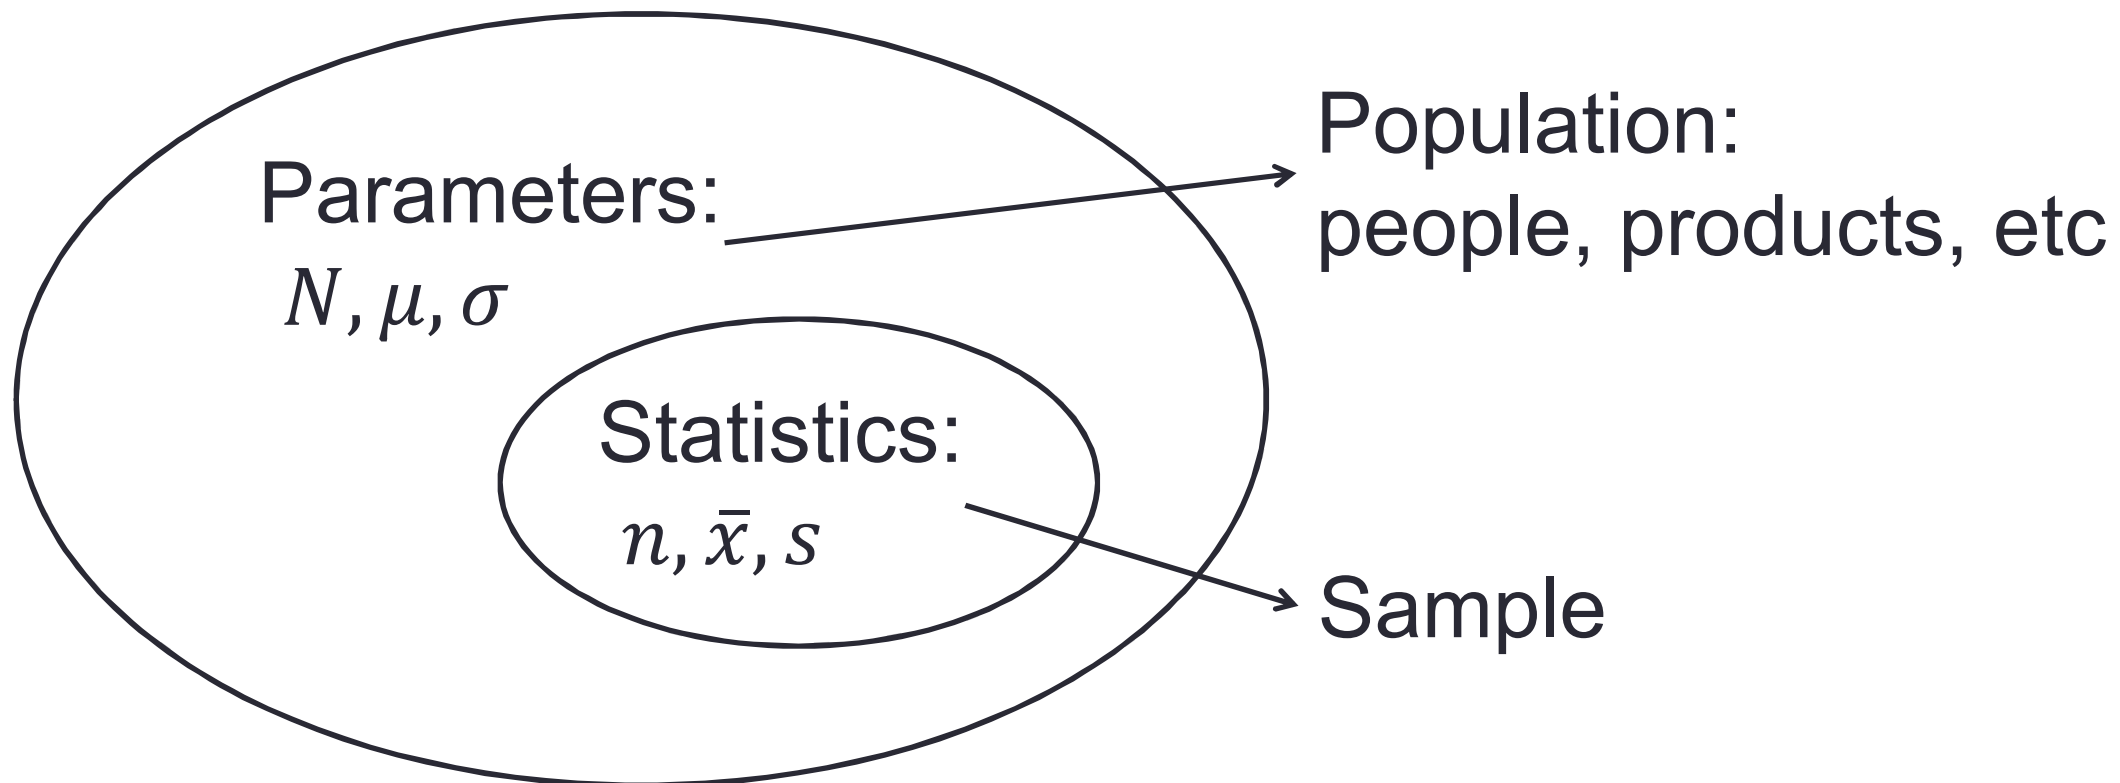 Parameters:
N, μ, σ
Statistics:
n, x̄, s
Population:
people, products, etc
Sample